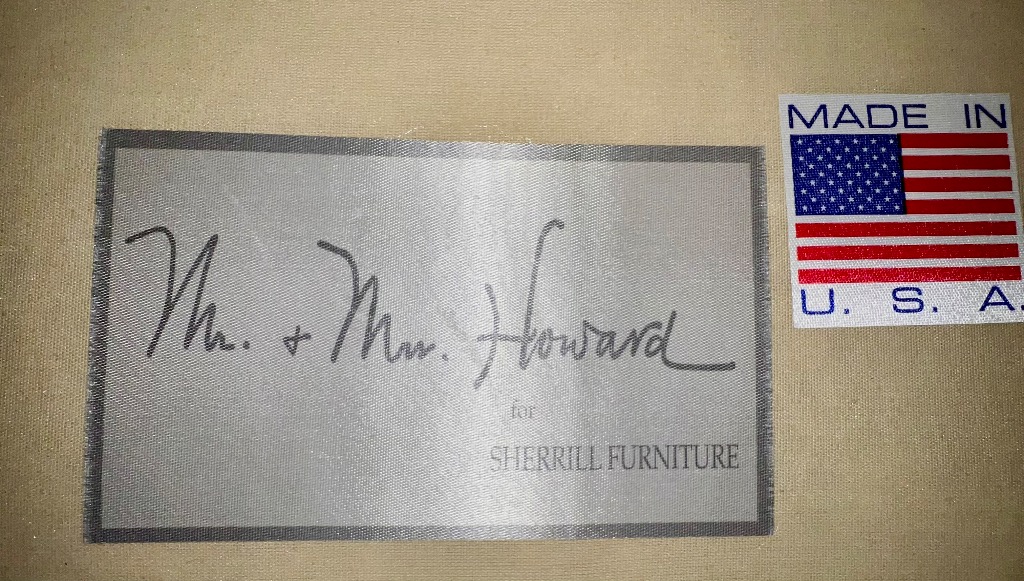 Mr. + Mrs. Howard
for
SHERRILL FURNITURE
MADE IN
U. S. A.